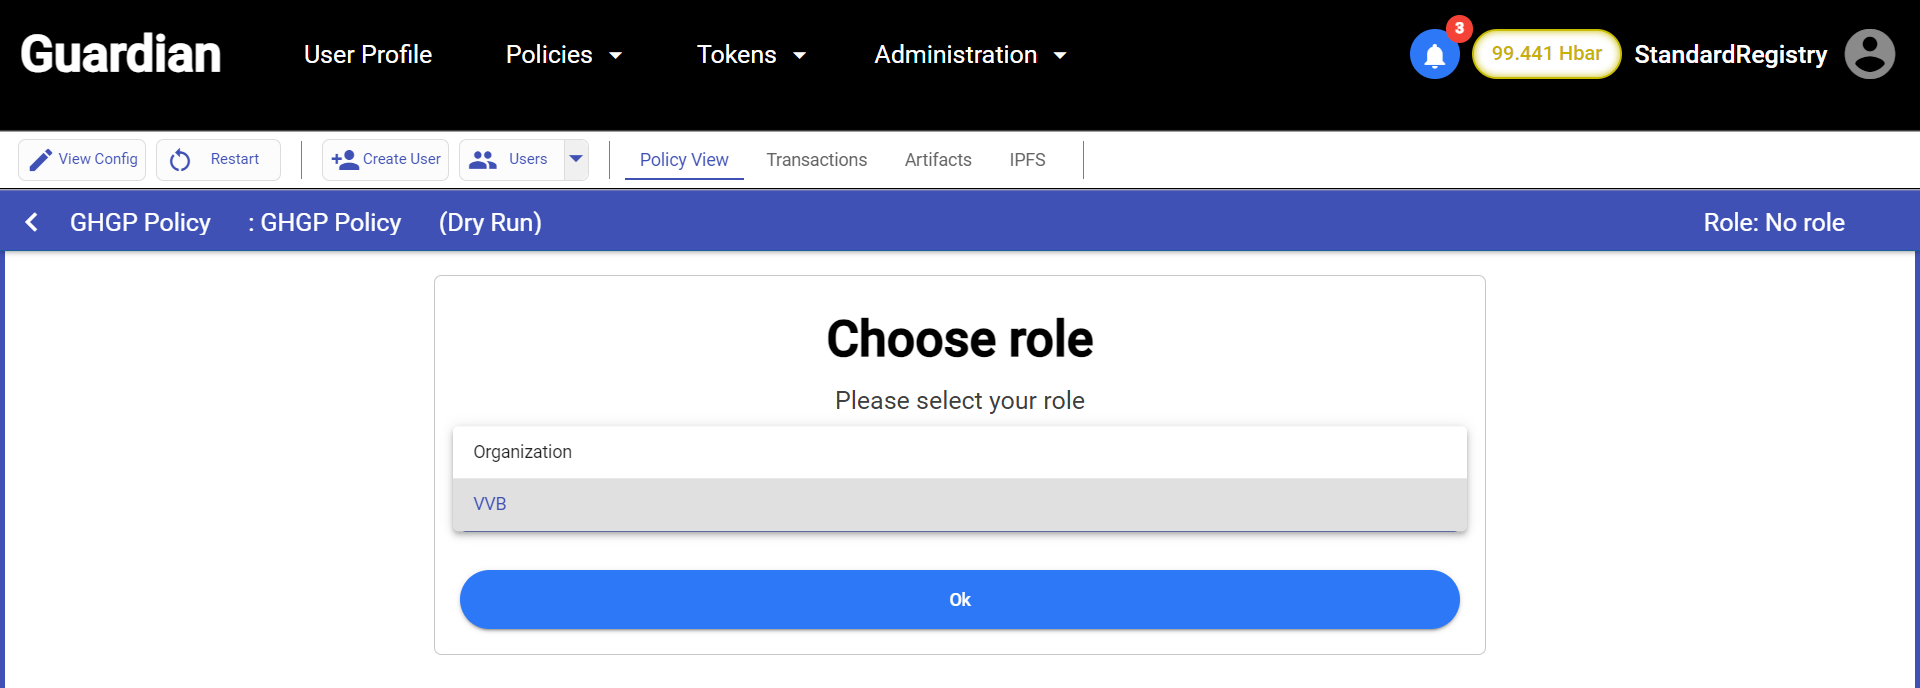 Guardian User Profile Policies Tokens Administration 3 99.441 Hbar StandardRegistry
View Config Restart Create User Users Policy View Transactions Artifacts IPFS
GHGP Policy : GHGP Policy (Dry Run) Role: No role
Choose role
Please select your role
Organization
VVB
Ok